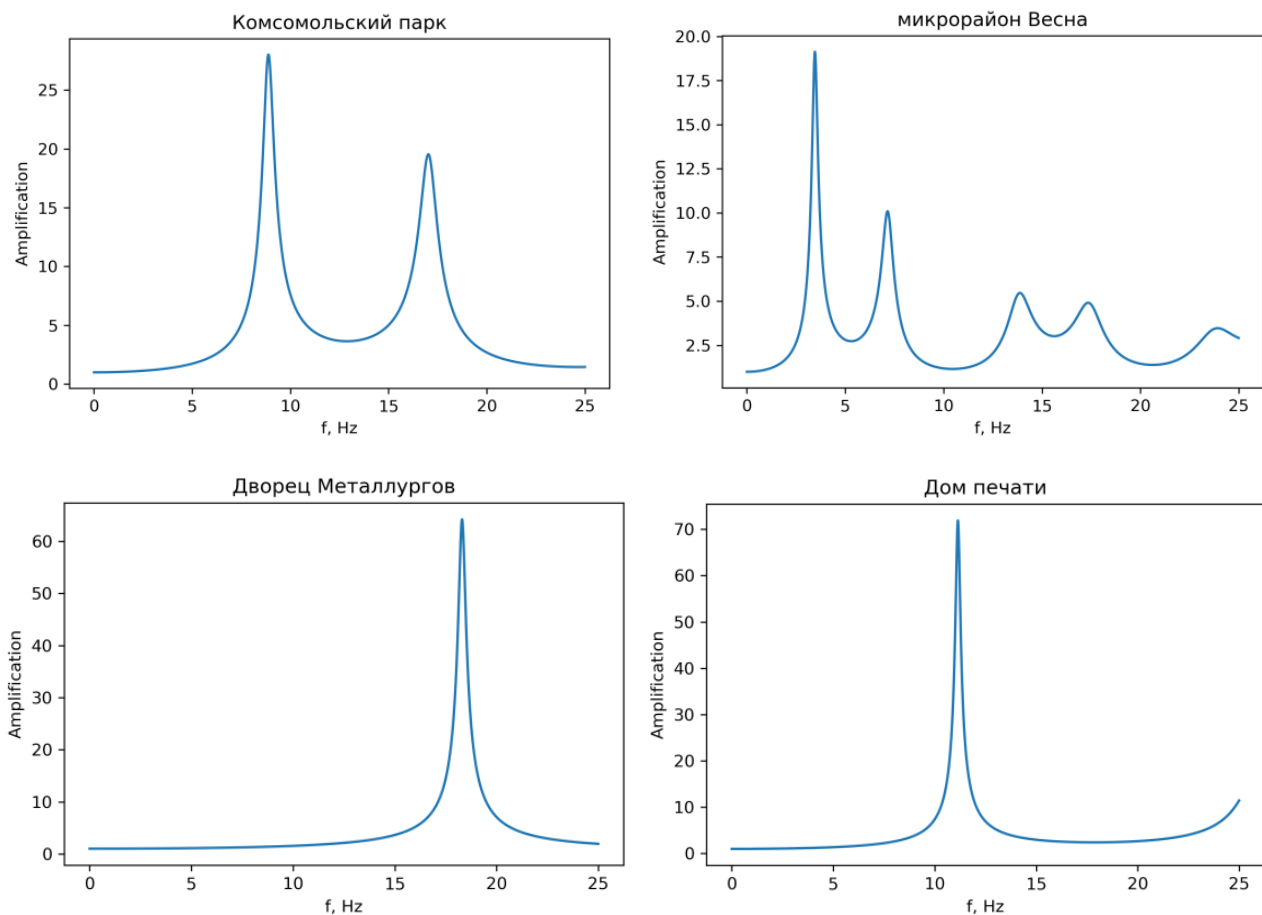 Комсомольский парк
25
20
15
10
5
0
Amplification
0 5 10 15 20 25
f, Hz
микрорайон Весна
20.0
17.5
15.0
12.5
10.0
7.5
5.0
2.5
Amplification
0 5 10 15 20 25
f, Hz
Дворец Металлургов
60
50
40
30
20
10
0
Amplification
0 5 10 15 20 25
f, Hz
Дом печати
70
60
50
40
30
20
10
0
Amplification
0 5 10 15 20 25
f, Hz